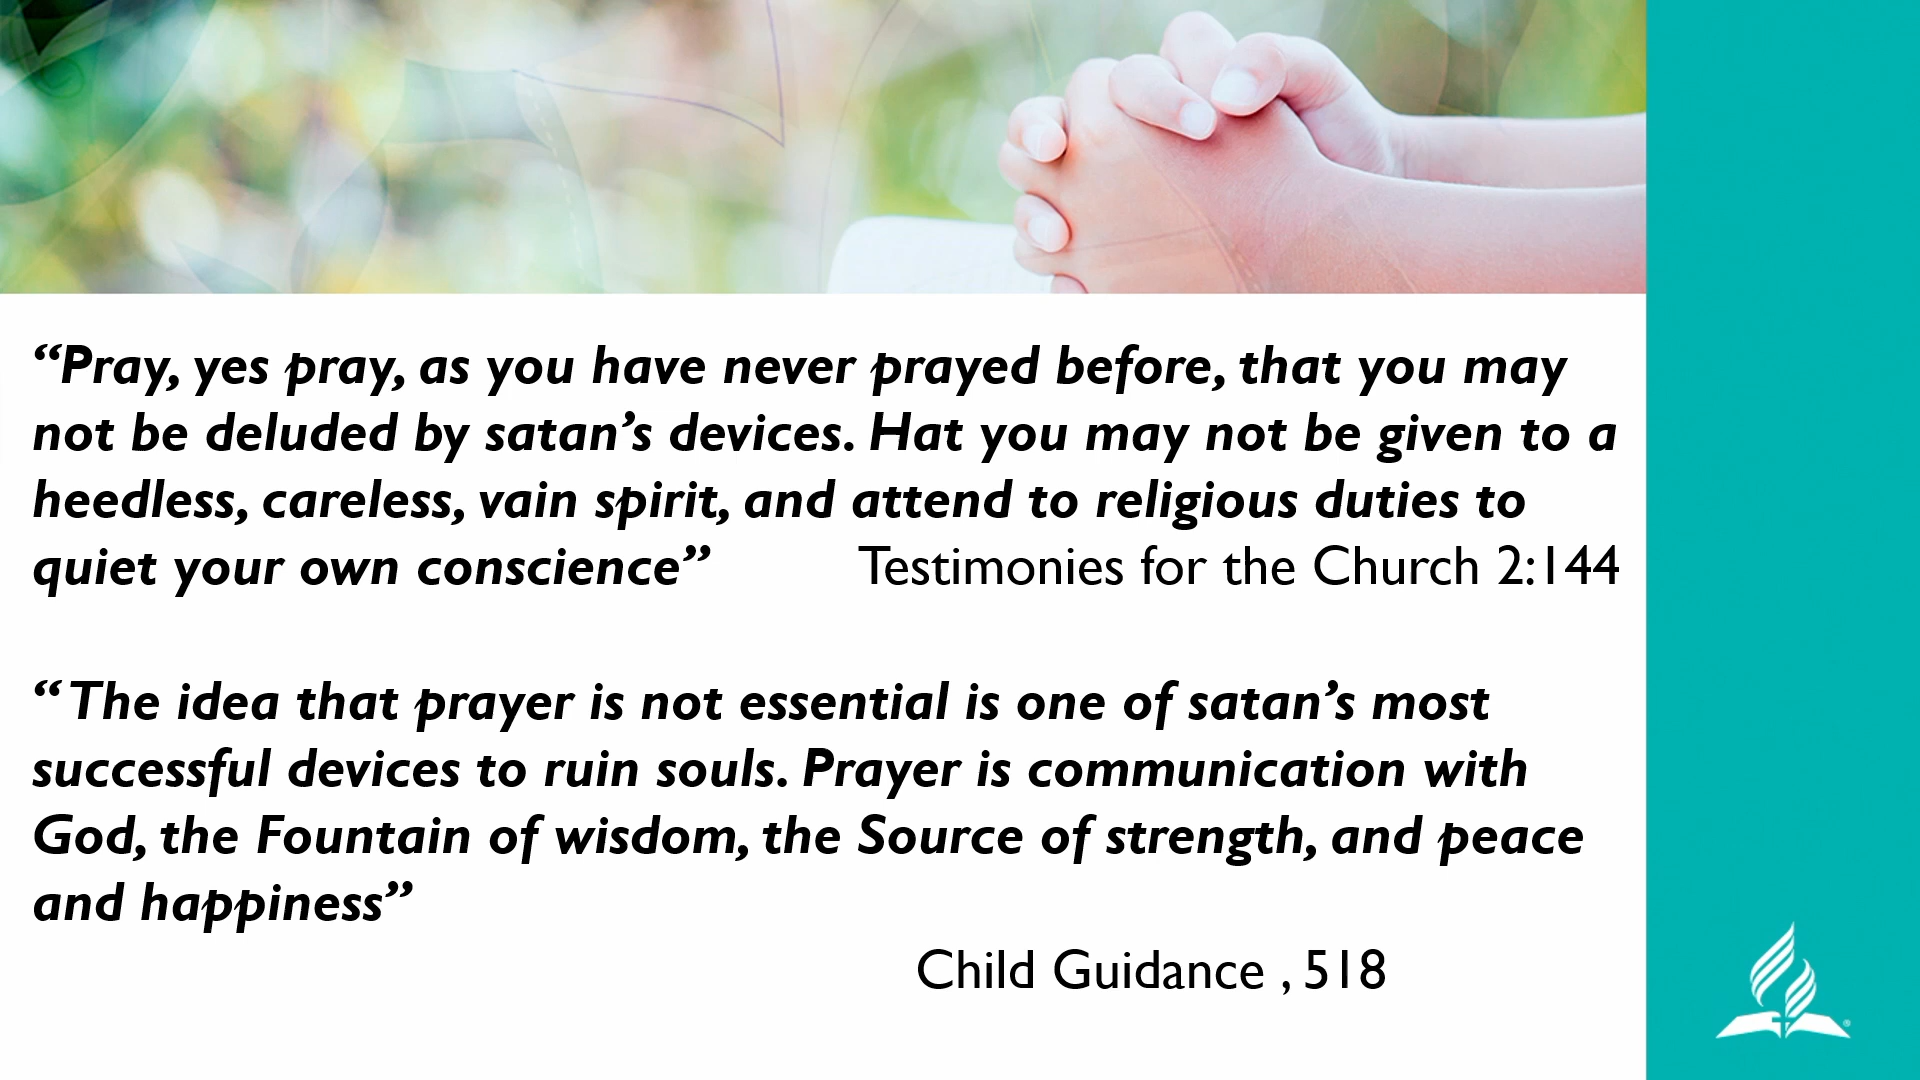 “Pray, yes pray, as you have never prayed before, that you may
not be deluded by satan’s devices. Hat you may not be given to a
heedless, careless, vain spirit, and attend to religious duties to
quiet your own conscience” Testimonies for the Church 2:144
“ The idea that prayer is not essential is one of satan’s most
successful devices to ruin souls. Prayer is communication with
God, the Fountain of wisdom, the Source of strength, and peace
and happiness”
Child Guidance , 518
®